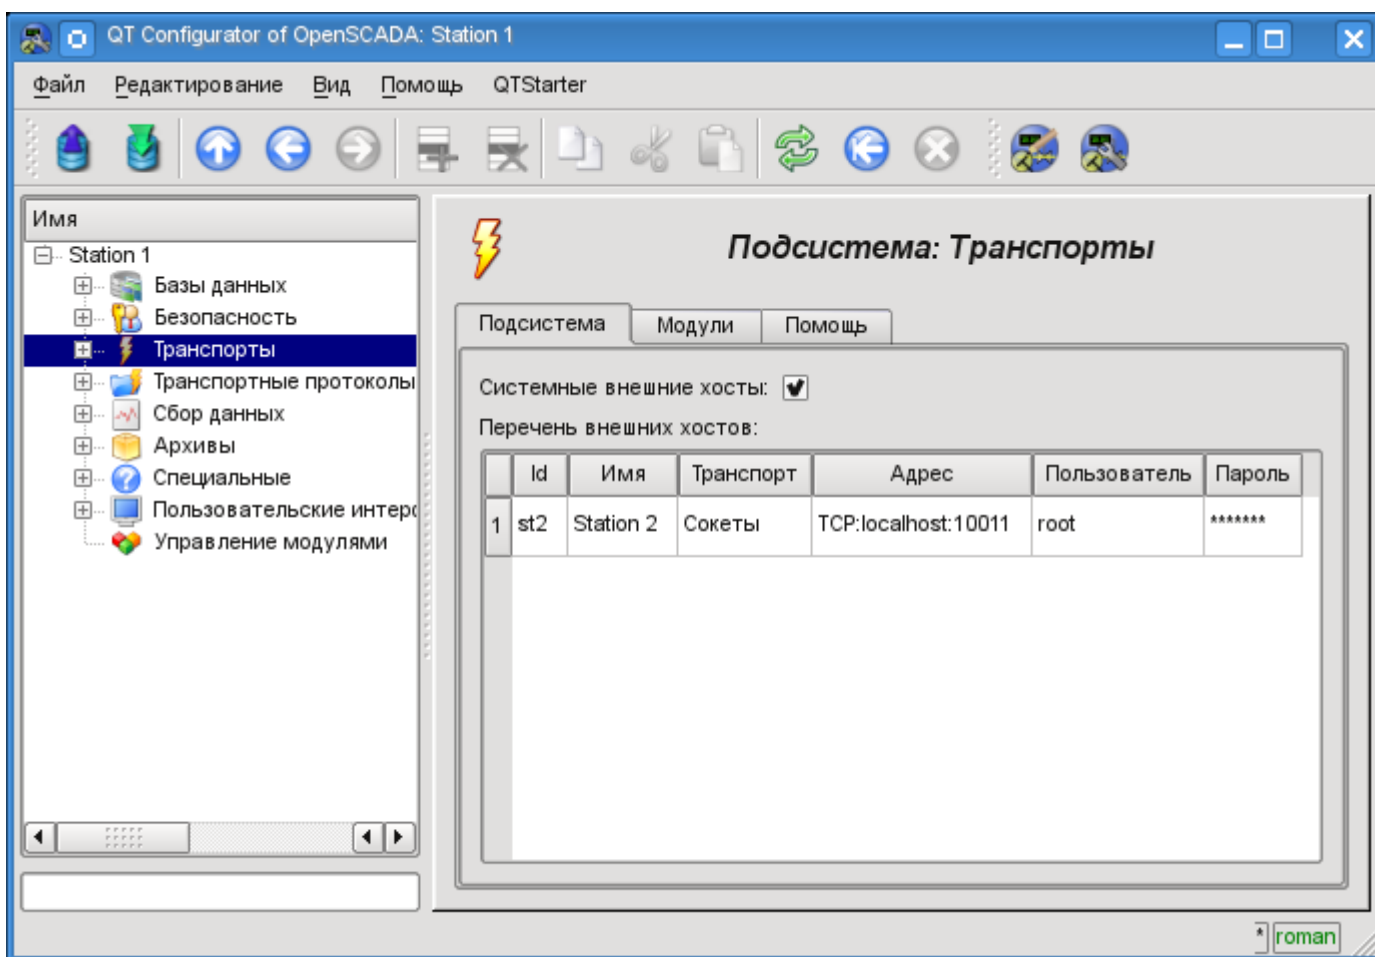 QT Configurator of OpenSCADA: Station 1
Файл Редактирование Вид Помощь QTStarter
Имя
Station 1
Базы данных
Безопасность
Транспорты
Транспортные протоколы
Сбор данных
Архивы
Специальные
Пользовательские
Управление модулями
Подсистема: Транспорты
Подсистема Модули Помощь
Системные внешние хосты:
Перечень внешних хостов:
Id Имя Транспорт Адрес Пользователь Пароль
1 st2 Station 2 Сокеты TCP:localhost:10011 root *******
* roman